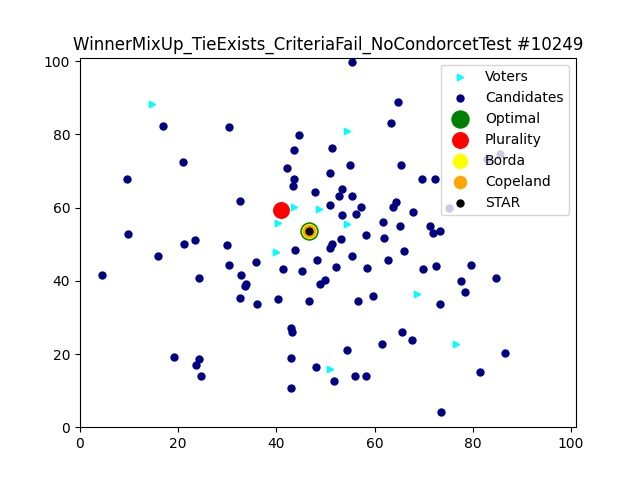 WinnerMixUp_TieExists_CriteriaFail_NoCondorcetTest #10249
Voters
Candidates
Optimal
Plurality
Borda
Copeland
STAR
100
80
60
40
20
0
0 20 40 60 80 100